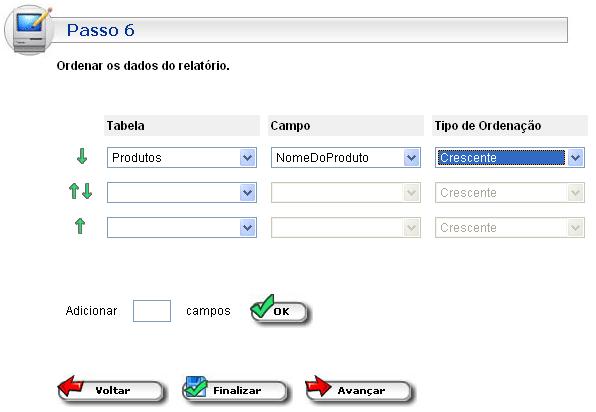 Passo 6
Ordenar os dados do relatório.
Tabela Campo Tipo de Ordenação
Produtos NomeDoProduto Crescente
Crescente
Crescente
Adicionar campos OK
Voltar Finalizar Avançar